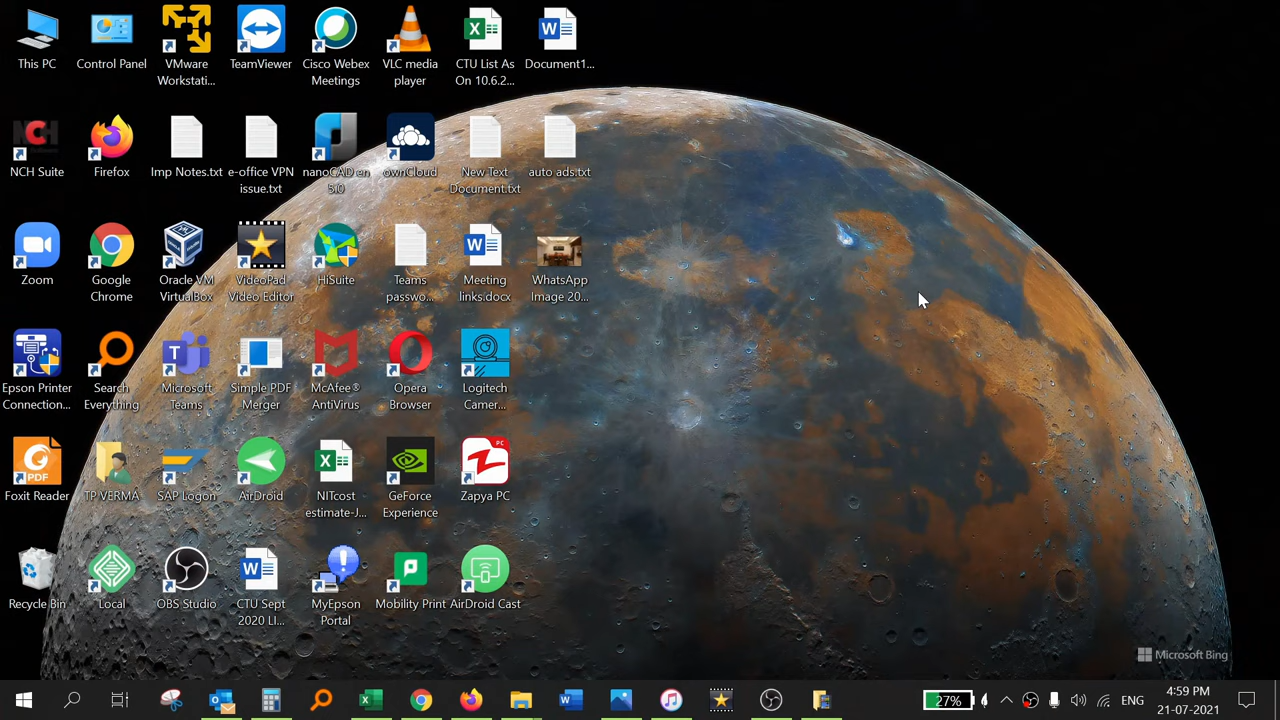 This PC
Control Panel
VMware
Workstati...
TeamViewer
Cisco Webex
Meetings
VLC media
player
CTU List As
On 10.6.2...
Document1...
NCH
NCH Suite
Firefox
Imp Notes.txt
e-office VPN
issue.txt
nanoCAD en
5.0
ownCloud
New Text
Document.txt
auto ads.txt
Zoom
Google
Chrome
Oracle VM
VirtualBox
VideoPad
Video Editor
HiSuite
Teams
passwo...
Meeting
links.docx
WhatsApp
Image 20...
Epson Printer
Connection...
Search
Everything
Microsoft
Teams
Simple PDF
Merger
McAfee®
AntiVirus
Opera
Browser
Logitech
Camer...
PDF
Foxit Reader
TP VERMA
SAP Logon
AirDroid
NITcost
estimate-J...
GeForce
Experience
PC
Zapya PC
Recycle Bin
Local
OBS Studio
CTU Sept
2020 LI...
MyEpson
Portal
Mobility Print
AirDroid Cast
Microsoft Bing
27%
ENG
4:59 PM
21-07-2021